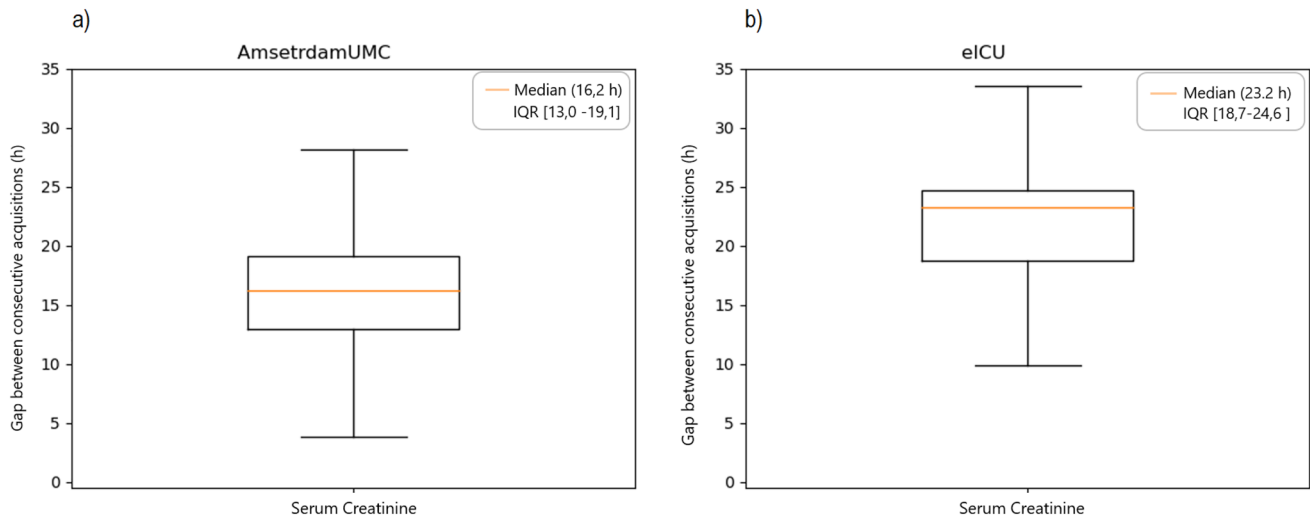 a)
AmsetrdamUMC
Median (16,2 h)
IQR [13,0 -19,1]
Gap between consecutive acquisitions (h)
35
30
25
20
15
10
5
0
Serum Creatinine
b)
eICU
Median (23.2 h)
IQR [18,7-24,6 ]
Gap between consecutive acquisitions (h)
35
30
25
20
15
10
5
0
Serum Creatinine